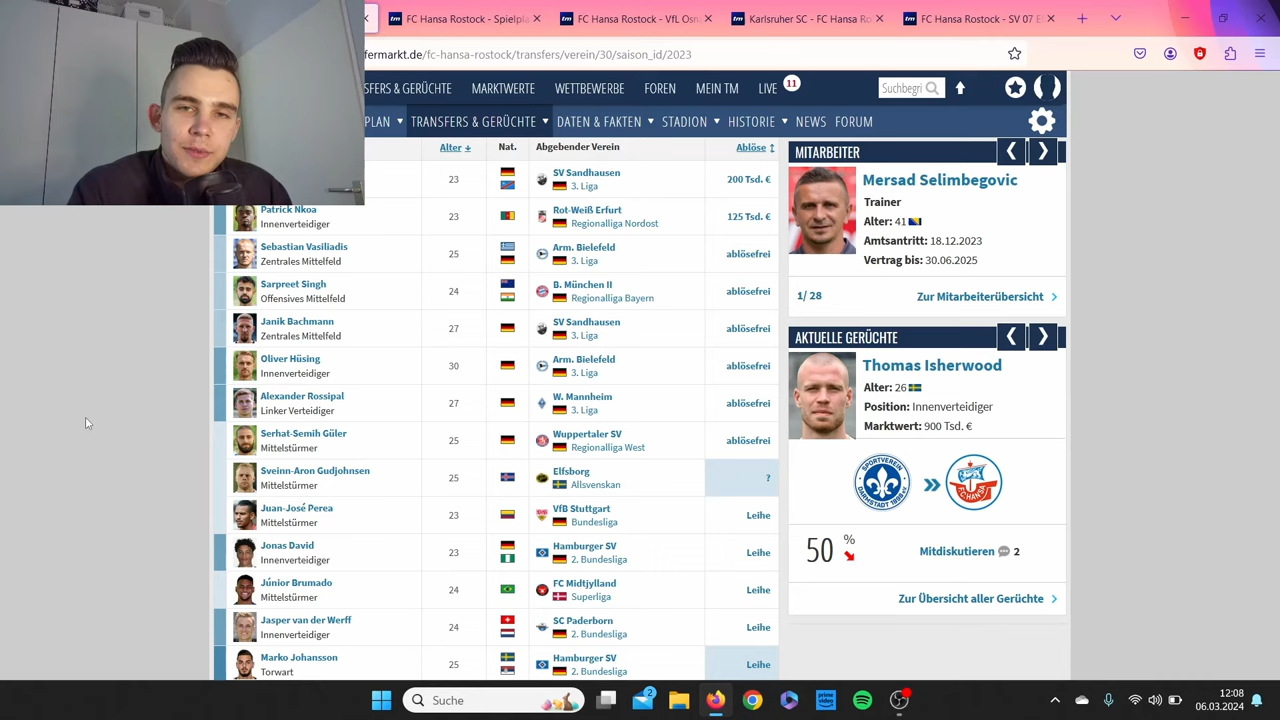 FC Hansa Rostock - Spielpla
FC Hansa Rostock - VfL Osn
Karlsruher SC - FC Hansa Ro
FC Hansa Rostock - SV 07 El
fermarkt.de/fc-hansa-rostock/transfers/verein/30/saison_id/2023
SFERS & GERÜCHTE MARKTWERTE WETTBEWERBE FOREN MEIN TM LIVE 11 Suchbegri
PLAN TRANSFERS & GERÜCHTE DATEN & FAKTEN STADION HISTORIE NEWS FORUM
Alter Nat. Abgebender Verein Ablöse
23 SV Sandhausen 200 Tsd. €
3. Liga
Patrick Nkoa 23 Rot-Weiß Erfurt 125 Tsd. €
Innenverteidiger Regionalliga Nordost
Sebastian Vasiliadis 25 Arm. Bielefeld ablösefrei
Zentrales Mittelfeld 3. Liga
Sarpreet Singh 24 B. München II ablösefrei
Offensives Mittelfeld Regionalliga Bayern
Janik Bachmann 27 SV Sandhausen ablösefrei
Zentrales Mittelfeld 3. Liga
Oliver Hüsing 30 Arm. Bielefeld ablösefrei
Innenverteidiger 3. Liga
Alexander Rossipal 27 W. Mannheim ablösefrei
Linker Verteidiger 3. Liga
Serhat-Semih Güler 25 Wuppertaler SV ablösefrei
Mittelstürmer Regionalliga West
Sveinn-Aron Gudjohnsen 25 Elfsborg ?
Mittelstürmer Allsvenskan
Juan-José Perea 23 VfB Stuttgart Leihe
Mittelstürmer Bundesliga
Jonas David 23 Hamburger SV Leihe
Innenverteidiger 2. Bundesliga
Júnior Brumado 24 FC Midtjylland Leihe
Mittelstürmer Superliga
Jasper van der Werff 24 SC Paderborn Leihe
Innenverteidiger 2. Bundesliga
Marko Johansson 25 Hamburger SV Leihe
Torwart 2. Bundesliga
MITARBEITER
Mersad Selimbegovic
Trainer
Alter: 41
Amtsantritt: 18.12.2023
Vertrag bis: 30.06.2025
1/ 28 Zur Mitarbeiterübersicht
AKTUELLE GERÜCHTE
Thomas Isherwood
Alter: 26
Position: Innenverteidiger
Marktwert: 900 Tsd. €
50 % Mitdiskutieren 2
Zur Übersicht aller Gerüchte
Suche
2
prime video
12:08
06.03.2024